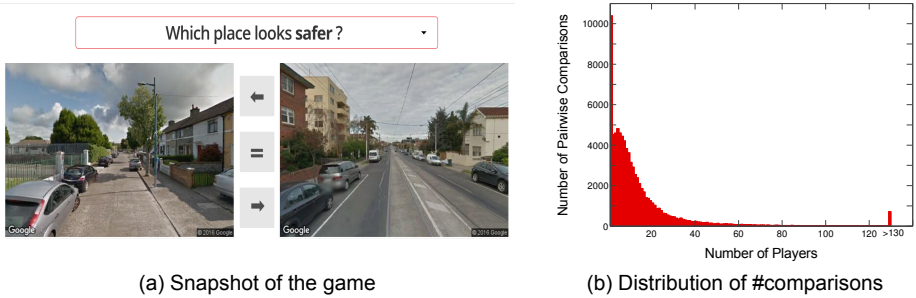 Which place looks safer ?
Google
© 2016 Google
Google
© 2016 Google
(a) Snapshot of the game
Number of Pairwise Comparisons
10000
8000
6000
4000
2000
0
20
40
60
80
100
120
>130
Number of Players
(b) Distribution of #comparisons